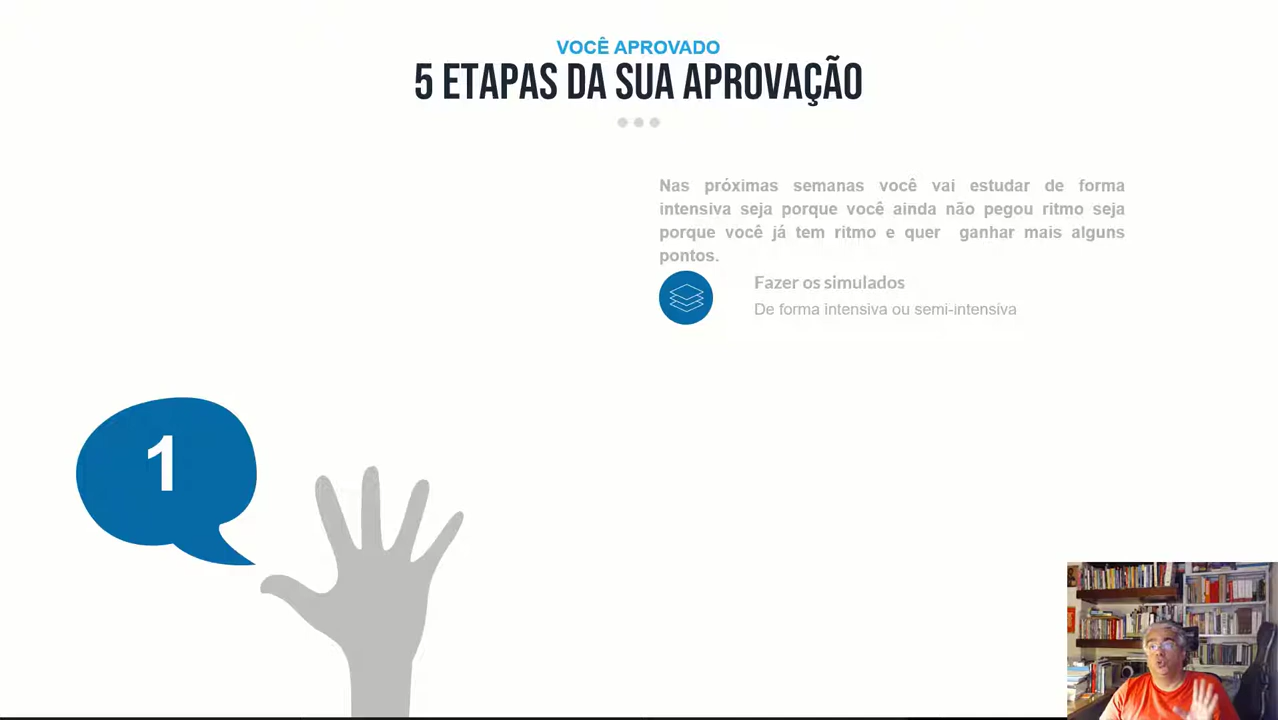 VOCÊ APROVADO
5 ETAPAS DA SUA APROVAÇÃO
Nas próximas semanas você vai estudar de forma
intensiva seja porque você ainda não pegou ritmo seja
porque você já tem ritmo e quer ganhar mais alguns
pontos.
Fazer os simulados
De forma intensiva ou semi-intensiva
1